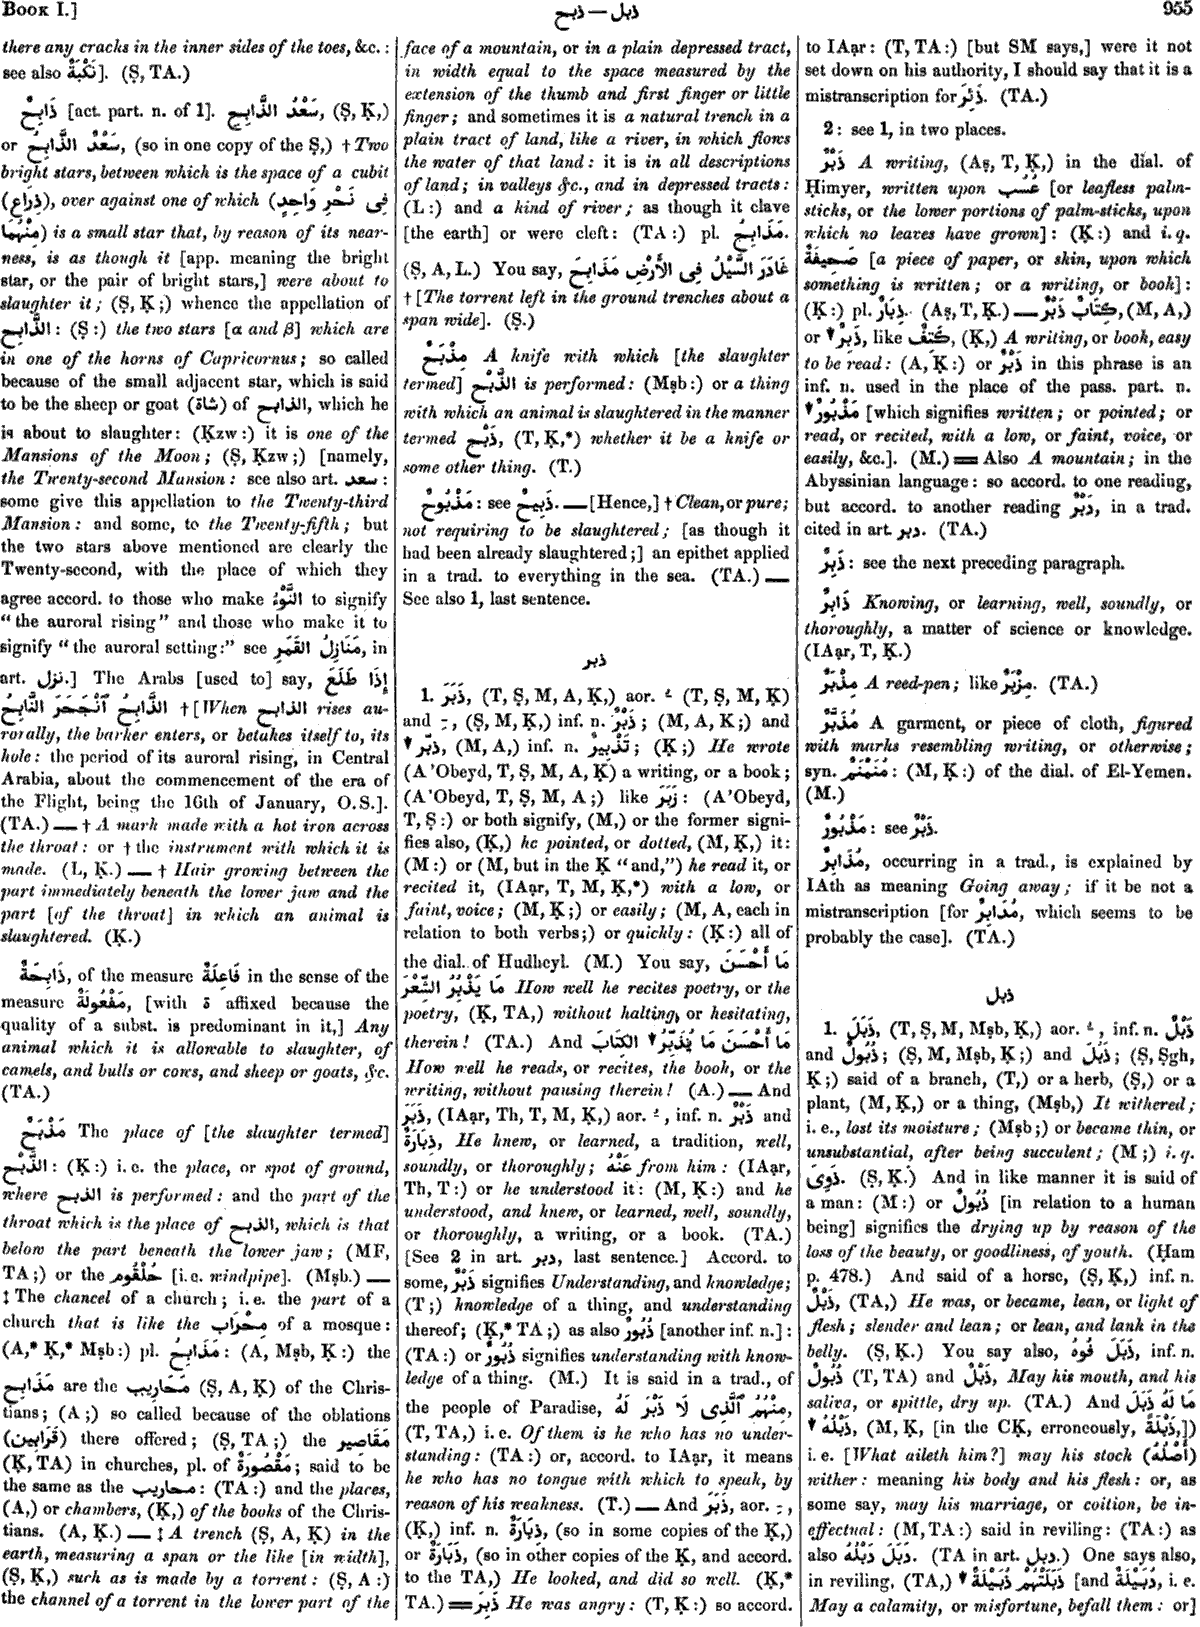 BOOK I.]
ذبل — ذبح
955
there any cracks in the inner sides of the toes, &c. :
see also نَكْبَةٌ]. (Ṣ, TA.)
ذَابِحٌ [act. part. n. of 1]. سَعْدُ الذَّابِحِ, (Ṣ, Ḳ,)
or سَعْدٌ الذَّابِحُ, (so in one copy of the Ṣ,) † Two
bright stars, between which is the space of a cubit
(ذِرَاع), over against one of which (فِى نَحْرِ وَاحِدٍ
مِنْهُمَا) is a small star that, by reason of its near-
ness, is as though it [app. meaning the bright
star, or the pair of bright stars,] were about to
slaughter it; (Ṣ, Ḳ;) whence the appellation of
الذَّابِح: (Ṣ:) the two stars [α and β] which are
in one of the horns of Capricornus; so called
because of the small adjacent star, which is said
to be the sheep or goat (شاة) of الذابح, which he
is about to slaughter: (Ḳzw:) it is one of the
Mansions of the Moon; (Ṣ, Ḳzw;) [namely,
the Twenty-second Mansion: see also art. سعد:
some give this appellation to the Twenty-third
Mansion: and some, to the Twenty-fifth; but
the two stars above mentioned are clearly the
Twenty-second, with the place of which they
agree accord. to those who make النَّوْءُ to signify
“the auroral rising” and those who make it to
signify “the auroral setting:” see مَنَازِلُ القَمَرِ, in
art. نزل.] The Arabs [used to] say, إِذَا طَلَعَ
الذَّابِحُ ٱنْجَحَرَ النَّابِحُ † [When الذابح rises au-
rorally, the barker enters, or betakes itself to, its
hole: the period of its auroral rising, in Central
Arabia, about the commencement of the era of
the Flight, being the 16th of January, O.S.].
(TA.) — † A mark made with a hot iron across
the throat: or † the instrument with which it is
made. (L, Ḳ.) — † Hair growing between the
part immediately beneath the lower jaw and the
part [of the throat] in which an animal is
slaughtered. (Ḳ.)
ذَابِحَةٌ, of the measure فَاعِلَةٌ in the sense of the
measure مَفْعُولَةٌ, [with ة affixed because the
quality of a subst. is predominant in it,] Any
animal which it is allowable to slaughter, of
camels, and bulls or cows, and sheep or goats, &c.
(TA.)
مَذْبَحٌ The place of [the slaughter termed]
الذَّبْح: (Ḳ:) i. e. the place, or spot of ground,
where الذبح is performed: and the part of the
throat which is the place of الذبح, which is that
below the part beneath the lower jaw; (MF,
TA;) or the حُلْقُوم [i. e. windpipe]. (Mṣb.) —
‡ The chancel of a church; i. e. the part of a
church that is like the مِحْرَاب of a mosque:
(A,* Ḳ,* Mṣb:) pl. مَذَابِحُ: (A, Mṣb, Ḳ:) the
مَذَابِح are the مَحَارِيب (Ṣ, A, Ḳ) of the Chris-
tians; (A;) so called because of the oblations
(قَرَابِين) there offered; (Ṣ, TA;) the مَقَاصِير
(Ḳ, TA) in churches, pl. of مَقْصُورَةٌ; said to be
the same as the محاريب: (TA:) and the places,
(A,) or chambers, (Ḳ,) of the books of the Chris-
tians. (A, Ḳ.) — ‡ A trench (Ṣ, A, Ḳ) in the
earth, measuring a span or the like [in width],
(Ṣ, Ḳ,) such as is made by a torrent: (Ṣ, A:)
the channel of a torrent in the lower part of the
face of a mountain, or in a plain depressed tract,
in width equal to the space measured by the
extension of the thumb and first finger or little
finger; and sometimes it is a natural trench in a
plain tract of land, like a river, in which flows
the water of that land: it is in all descriptions
of land; in valleys &c., and in depressed tracts:
(L:) and a kind of river; as though it clave
[the earth] or were cleft: (TA:) pl. مَذَابِحُ.
(Ṣ, A, L.) You say, غَادَرَ السَّيْلُ فِى الأَرْضِ مَذَابِحَ
† [The torrent left in the ground trenches about a
span wide]. (Ṣ.)
مِذْبَحٌ A knife with which [the slaughter
termed] الذَّبْح is performed: (Mṣb:) or a thing
with which an animal is slaughtered in the manner
termed ذَبْح, (T, Ḳ,*) whether it be a knife or
some other thing. (T.)
مَذْبُوحٌ: see ذَبِيحٌ. — [Hence,] † Clean, or pure;
not requiring to be slaughtered; [as though it
had been already slaughtered;] an epithet applied
in a trad. to everything in the sea. (TA.) —
See also 1, last sentence.
ذبر
1. ذَبَرَ, (T, Ṣ, M, A, Ḳ,) aor. ـُ (T, Ṣ, M, Ḳ)
and ـِ, (Ṣ, M, Ḳ,) inf. n. ذَبْرٌ; (M, A, Ḳ;) and
▼ ذبّر, (M, A,) inf. n. تَذْبِيرٌ; (Ḳ;) He wrote
(A ’Obeyd, T, Ṣ, M, A, Ḳ) a writing, or a book;
(A’Obeyd, T, Ṣ, M, A;) like زَبَرَ: (A’Obeyd,
T, Ṣ:) or both signify, (M,) or the former signi-
fies also, (Ḳ,) he pointed, or dotted, (M, Ḳ,) it:
(M:) or (M, but in the Ḳ “and,”) he read it, or
recited it, (IAạr, T, M, Ḳ,*) with a low, or
faint, voice; (M, Ḳ;) or easily; (M, A, each in
relation to both verbs;) or quickly: (Ḳ:) all of
the dial. of Hudheyl. (M.) You say, مَا أَحْسَنَ
مَا يَذْبُرُ الشِّعْرَ How well he recites poetry, or the
poetry, (Ḳ, TA,) without halting, or hesitating,
therein! (TA.) And مَا أَحْسَنَ مَا يُذَبِّرُ ▼ الكِتَابَ
How well he reads, or recites, the book, or the
writing, without pausing therein! (A.) — And
ذَبَرَ, (IAạr, Th, T, M, Ḳ,) aor. ـُ, inf. n. ذَبْرٌ and
ذِبَارَةٌ, He knew, or learned, a tradition, well,
soundly, or thoroughly; عَنْهُ from him: (IAạr,
Th, T:) or he understood it: (M, Ḳ:) and he
understood, and knew, or learned, well, soundly,
or thoroughly, a writing, or a book. (TA.)
[See 2 in art. دبر, last sentence.] Accord. to
some, ذَبْرٌ signifies Understanding, and knowledge;
(T;) knowledge of a thing, and understanding
thereof; (Ḳ,* TA;) as also ذُبُورٌ [another inf. n.]:
(TA:) or ذُبُورٌ signifies understanding with know-
ledge of a thing. (M.) It is said in a trad., of
the people of Paradise, مِنْهُمُ ٱلَّذِى لَا ذَبْرَ لَهُ,
(T, TA,) i. e. Of them is he who has no under-
standing: (TA:) or, accord. to IAạr, it means
he who has no tongue with which to speak, by
reason of his weakness. (T.) — And ذَبَرَ, aor. ـِ,
(Ḳ,) inf. n. ذِبَارَةٌ, (so in some copies of the Ḳ,)
or ذَبَارَةٌ, (so in other copies of the Ḳ, and accord.
to the TA,) He looked, and did so well. (Ḳ,*
TA.) ══ ذَبِرَ He was angry: (T, Ḳ:) so accord.
to IAạr: (T, TA:) [but SM says,] were it not
set down on his authority, I should say that it is a
mistranscription for ذَئِرَ. (TA.)
2: see 1, in two places.
ذَبْرٌ A writing, (Aṣ, T, Ḳ,) in the dial. of
Ḥimyer, written upon عُسُب [or leafless palm-
sticks, or the lower portions of palm-sticks, upon
which no leaves have grown]: (Ḳ:) and i. q.
صَحِيفَةٌ [a piece of paper, or skin, upon which
something is written; or a writing, or book]:
(Ḳ:) pl. ذِبَارٌ. (Aṣ, T, Ḳ.) — كِتَابٌ ذَبْرٌ, (M, A,)
or ▼ ذَبِرٌ, like كَتِفٌ, (Ḳ,) A writing, or book, easy
to be read: (A, Ḳ:) or ذَبْرٌ in this phrase is an
inf. n. used in the place of the pass. part. n.
▼ مَذْبُورٌ [which signifies written; or pointed; or
read, or recited, with a low, or faint, voice, or
easily, &c.]. (M.) ══ Also A mountain; in the
Abyssinian language: so accord. to one reading,
but accord. to another reading دَبْرٌ, in a trad.
cited in art. دبر. (TA.)
ذَبِرٌ: see the next preceding paragraph.
ذَابِرٌ Knowing, or learning, well, soundly, or
thoroughly, a matter of science or knowledge.
(IAạr, T, Ḳ.)
مِذْبَرٌ A reed-pen; like مِزْبَرٌ. (TA.)
مُذَبَّرٌ A garment, or piece of cloth, figured
with marks resembling writing, or otherwise;
syn. مُنَمْنَمٌ: (M, Ḳ:) of the dial. of El-Yemen.
(M.)
مَذْبُورٌ: see ذَبْرٌ.
مُذَابِرٌ, occurring in a trad., is explained by
IAth as meaning Going away; if it be not a
mistranscription [for مُدَابِرٌ, which seems to be
probably the case]. (TA.)
ذبل
1. ذَبَلَ, (T, Ṣ, M, Mṣb, Ḳ,) aor. ـُ, inf. n. ذَبْلٌ
and ذُبُولٌ; (Ṣ, M, Mṣb, Ḳ;) and ذَبُلَ; (Ṣ, Ṣgh,
Ḳ;) said of a branch, (T,) or a herb, (Ṣ,) or a
plant, (M, Ḳ,) or a thing, (Mṣb,) It withered;
i. e., lost its moisture; (Mṣb;) or became thin, or
unsubstantial, after being succulent; (M;) i. q.
ذَوَى. (Ṣ, Ḳ.) And in like manner it is said of
a man: (M:) or ذُبُولٌ [in relation to a human
being] signifies the drying up by reason of the
loss of the beauty, or goodliness, of youth. (Ḥam
p. 478.) And said of a horse, (Ṣ, Ḳ,) inf. n.
ذَبْلٌ, (TA,) He was, or became, lean, or light of
flesh; slender and lean; or lean, and lank in the
belly. (Ṣ, Ḳ.) You say also, ذَبَلَ فُوهُ, inf. n.
ذُبُولٌ (T, TA) and ذَبْلٌ, May his mouth, and his
saliva, or spittle, dry up. (TA.) And مَا لَهُ ذَبَلَ
▼ ذَبْلُهُ, (M, Ḳ, [in the CḲ, erroneously, ذَبْلَةٌ,])
i. e. [What aileth him?] may his stock (أَصْلُهُ)
wither: meaning his body and his flesh: or, as
some say, may his marriage, or coition, be in-
effectual: (M, TA:) said in reviling: (TA:) as
also دَبَلَ دَبْلُهُ. (TA in art. دبل.) One says also,
in reviling, (TA,) ▼ ذَبَلَتْهُمْ ذَبِيلَةٌ [and دُبَيْلَةٌ, i. e.
May a calamity, or misfortune, befall them: or]